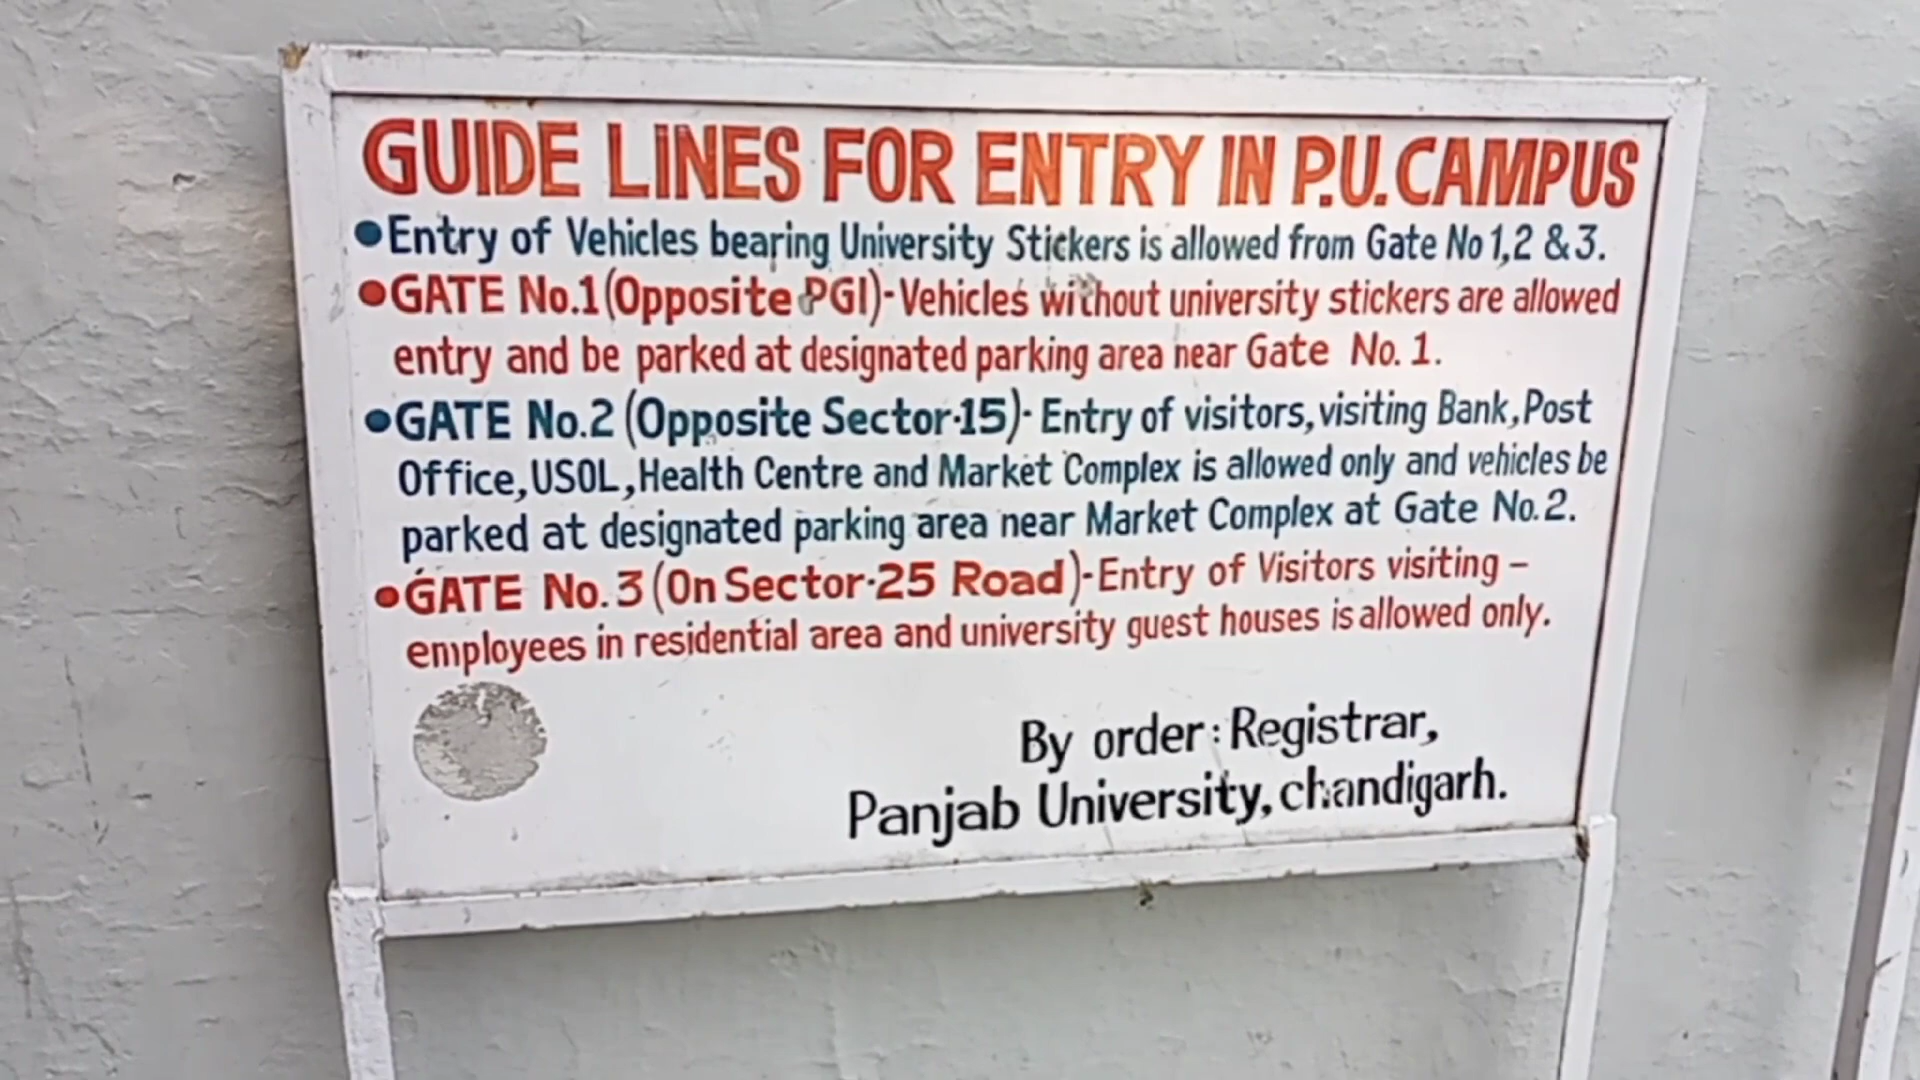 GUIDE LINES FOR ENTRY IN P.U. CAMPUS
•Entry of Vehicles bearing University Stickers is allowed from Gate No 1,2 & 3.
•GATE No.1 (Opposite PGI)- Vehicles without university stickers are allowed
entry and be parked at designated parking area near Gate No. 1.
•GATE No.2 (Opposite Sector-15)- Entry of visitors, visiting Bank, Post
Office, USOL, Health Centre and Market Complex is allowed only and vehicles be
parked at designated parking area near Market Complex at Gate No.2.
•GATE No. 3 (On Sector-25 Road)-Entry of Visitors visiting –
employees in residential area and university guest houses is allowed only.
By order: Registrar,
Panjab University, chandigarh.